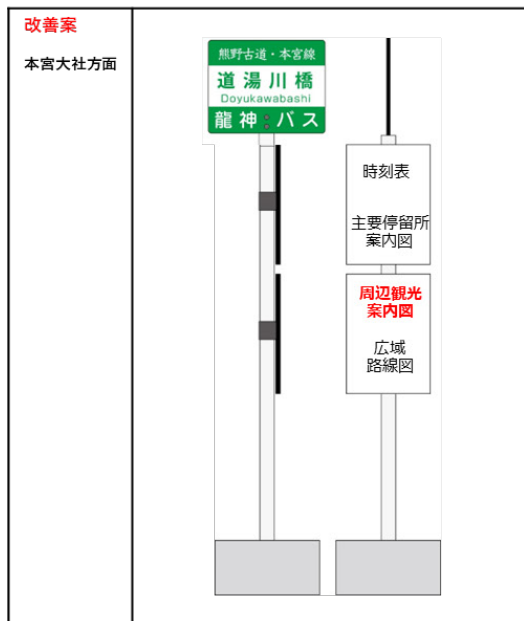 改善案
本宮大社方面
熊野古道・本宮線
道湯川橋
Doyukawabashi
龍神バス
時刻表
主要停留所
案内図
周辺観光
案内図
広域
路線図